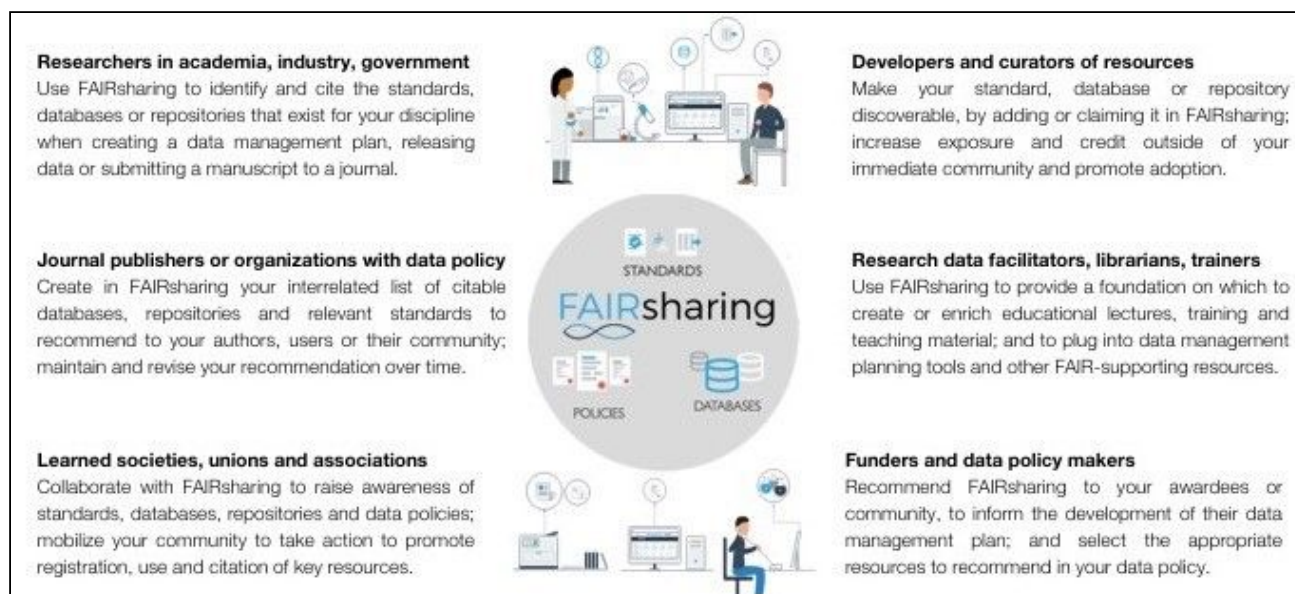 Researchers in academia, industry, government
Use FAIRsharing to identify and cite the standards,
databases or repositories that exist for your discipline
when creating a data management plan, releasing
data or submitting a manuscript to a journal.
Developers and curators of resources
Make your standard, database or repository
discoverable, by adding or claiming it in FAIRsharing;
increase exposure and credit outside of your
immediate community and promote adoption.
Journal publishers or organizations with data policy
Create in FAIRsharing your interrelated list of citable
databases, repositories and relevant standards to
recommend to your authors, users or their community;
maintain and revise your recommendation over time.
STANDARDS
FAIRsharing
POLICIES
DATABASES
Research data facilitators, librarians, trainers
Use FAIRsharing to provide a foundation on which to
create or enrich educational lectures, training and
teaching material; and to plug into data management
planning tools and other FAIR-supporting resources.
Learned societies, unions and associations
Collaborate with FAIRsharing to raise awareness of
standards, databases, repositories and data policies;
mobilize your community to take action to promote
registration, use and citation of key resources.
Funders and data policy makers
Recommend FAIRsharing to your awardees or
community, to inform the development of their data
management plan; and select the appropriate
resources to recommend in your data policy.